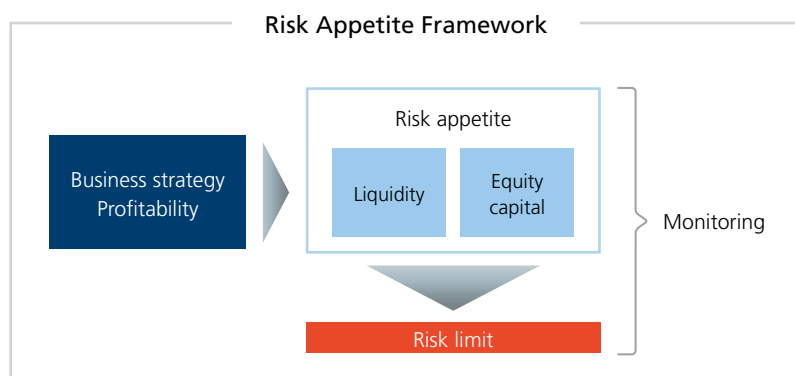 Risk Appetite Framework
Risk appetite
Business strategy
Profitability
Liquidity
Equity
capital
Monitoring
Risk limit